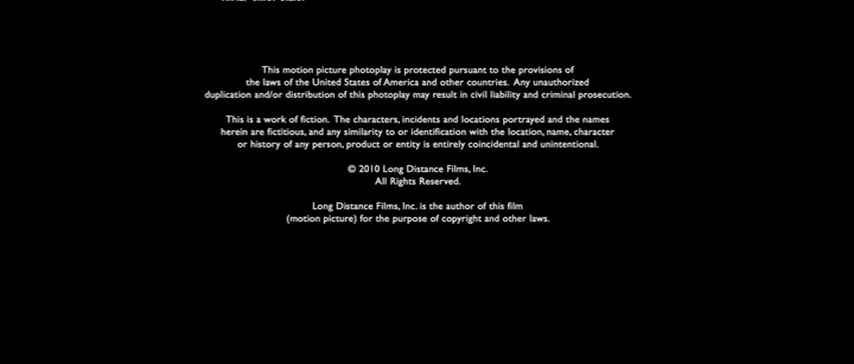 This motion picture photoplay is protected pursuant to the provisions of
the laws of the United States of America and other countries. Any unauthorized
duplication and/or distribution of this photoplay may result in civil liability and criminal prosecution.
This is a work of fiction. The characters, incidents and locations portrayed and the names
herein are fictitious, and any similarity to or identification with the location, name, character
or history of any person, product or entity is entirely coincidental and unintentional.
© 2010 Long Distance Films, Inc.
All Rights Reserved.
Long Distance Films, Inc. is the author of this film
(motion picture) for the purpose of copyright and other laws.